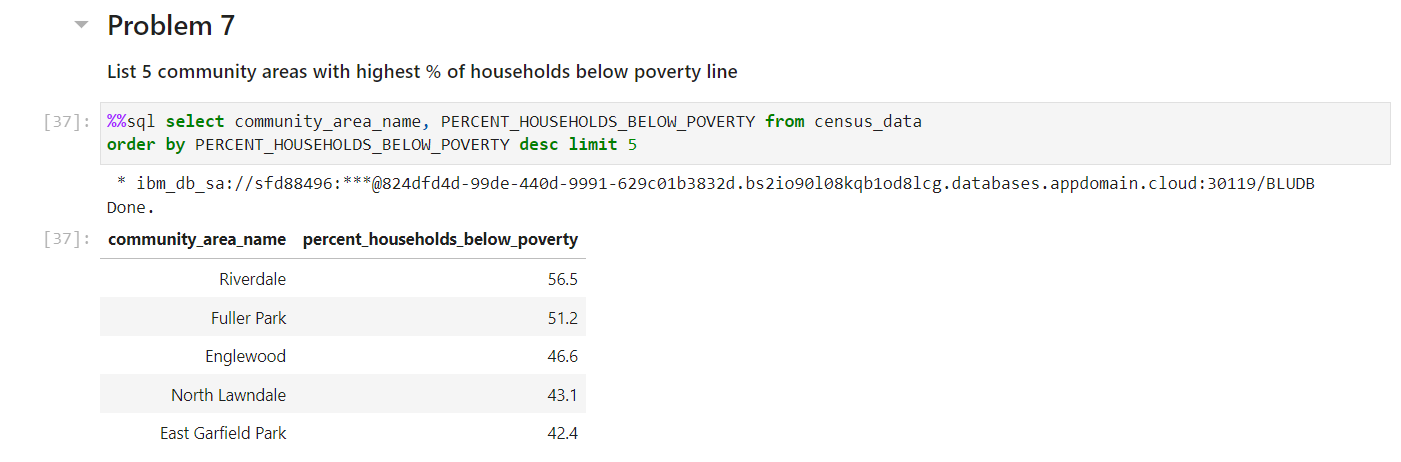 Problem 7
List 5 community areas with highest % of households below poverty line
[37]: %%sql select community_area_name, PERCENT_HOUSEHOLDS_BELOW_POVERTY from census_data
order by PERCENT_HOUSEHOLDS_BELOW_POVERTY desc limit 5
* ibm_db_sa://sfd88496:***@824dfd4d-99de-440d-9991-629c01b3832d.bs2io90l08kqb1od8lcg.databases.appdomain.cloud:30119/BLUDB
Done.
[37]: community_area_name percent_households_below_poverty
Riverdale 56.5
Fuller Park 51.2
Englewood 46.6
North Lawndale 43.1
East Garfield Park 42.4